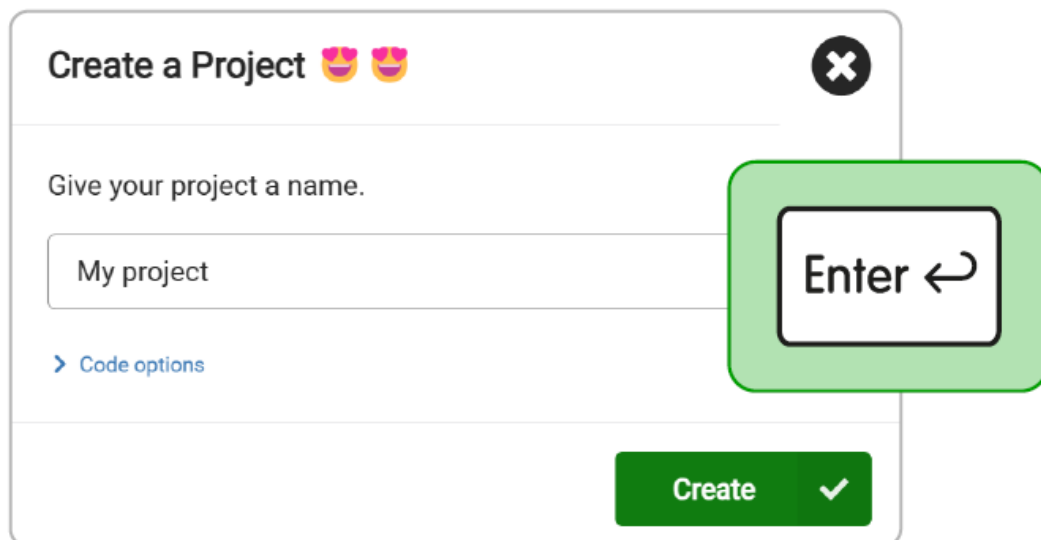 Create a Project 😍 😍
Give your project a name.
My project
Enter
Code options
Create